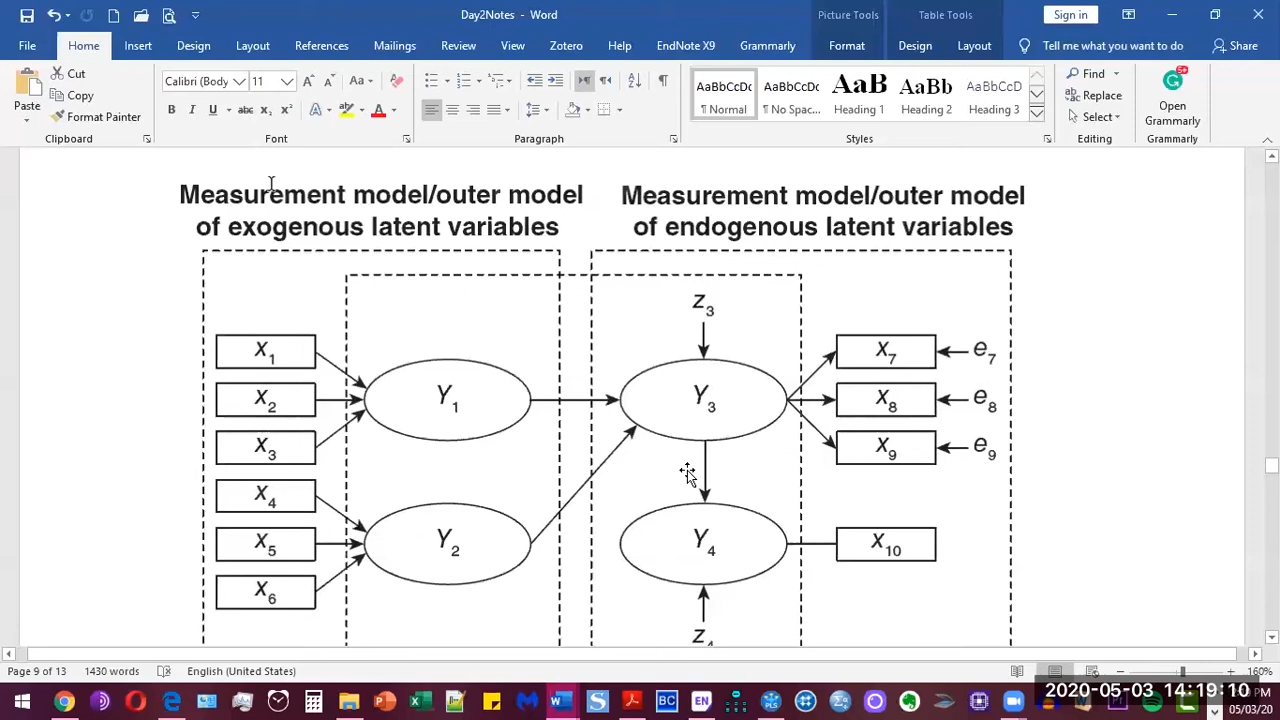 Day2Notes - Word
Picture Tools
Table Tools
Sign in
File
Home
Insert
Design
Layout
References
Mailings
Review
View
Zotero
Help
EndNote X9
Grammarly
Format
Design
Layout
Tell me what you want to do
Share
Paste
Cut
Copy
Format Painter
Clipboard
Calibri (Body
11
Font
Paragraph
AaBbCcDc
¶ Normal
AaBbCcDc
¶ No Spac...
AaB
Heading 1
AaBb
Heading 2
AaBbCcD
Heading 3
Styles
Find
Replace
Select
Editing
Open
Grammarly
Grammarly
Measurement model/outer model
of exogenous latent variables
Measurement model/outer model
of endogenous latent variables
z3
x1
x2
x3
x4
x5
x6
Y1
Y2
Y3
Y4
x7
x8
x9
x10
e7
e8
e9
z4
Page 9 of 13
1430 words
English (United States)
160%
2020-05-03 14:19:10
05/03/20